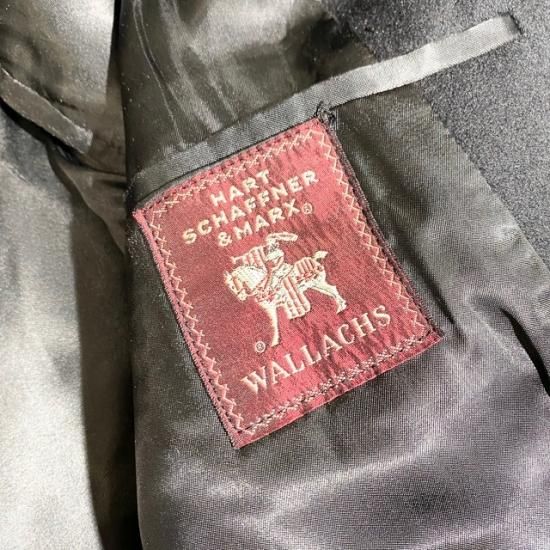 HART
SCHAFFNER
& MARX®
®
WALLACHS